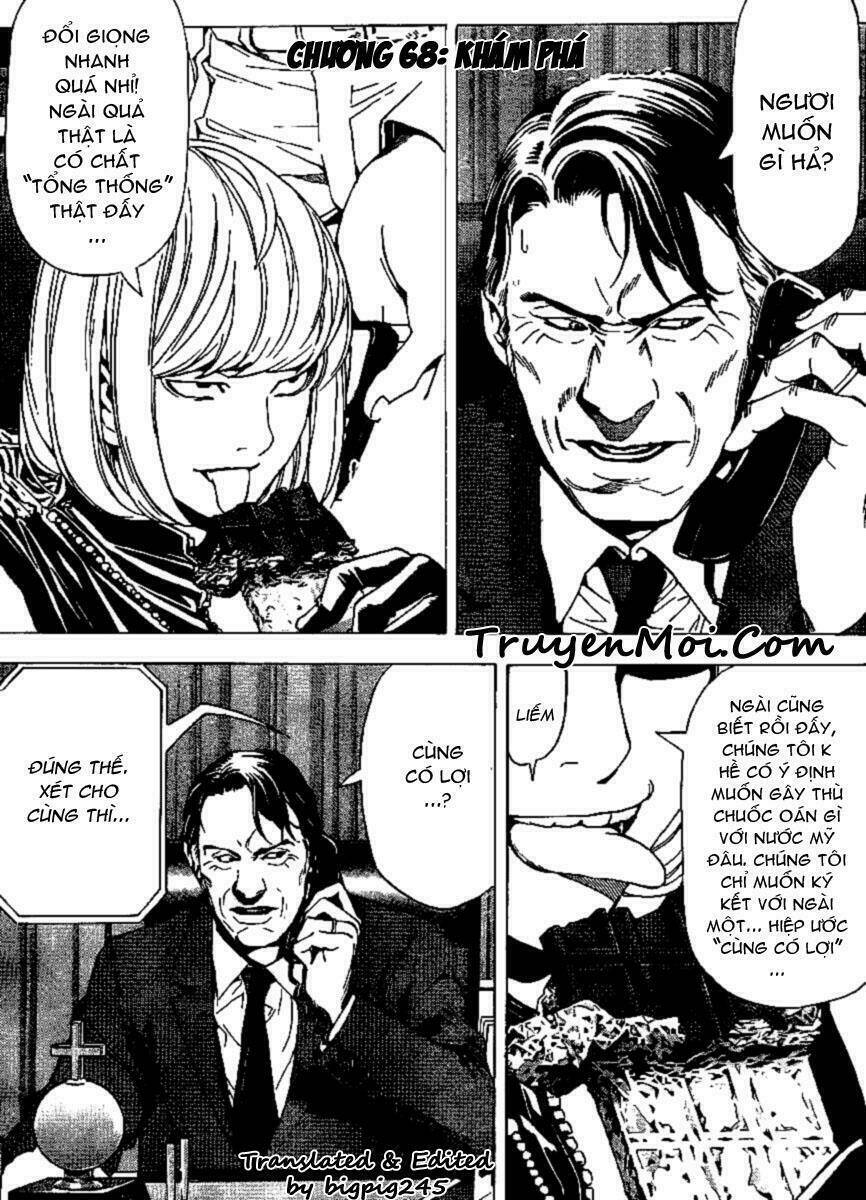 CHƯƠNG 68: KHÁM PHÁ
ĐỔI GIỌNG
NHANH
QUÁ NHỈ!
NGÀI QUẢ
THẬT LÀ
CÓ CHẤT
“TỔNG THỐNG”
THẬT ĐẤY
...
NGƯƠI
MUỐN
GÌ HẢ?
TruyenMoi.Com
ĐÚNG THẾ.
XÉT CHO
CÙNG THÌ...
CÙNG
CÓ LỢI
...?
LIẾM
NGÀI CŨNG
BIẾT RỒI ĐẤY,
CHÚNG TÔI K
HỀ CÓ Ý ĐỊNH
MUỐN GÂY THÙ
CHUỐC OÁN GÌ
VỚI NƯỚC MỸ
ĐÂU. CHÚNG TÔI
CHỈ MUỐN KÝ
KẾT VỚI NGÀI
MỘT... HIỆP ƯỚC
“CÙNG CÓ LỢI”
...
Translated & Edited
by bigpig245